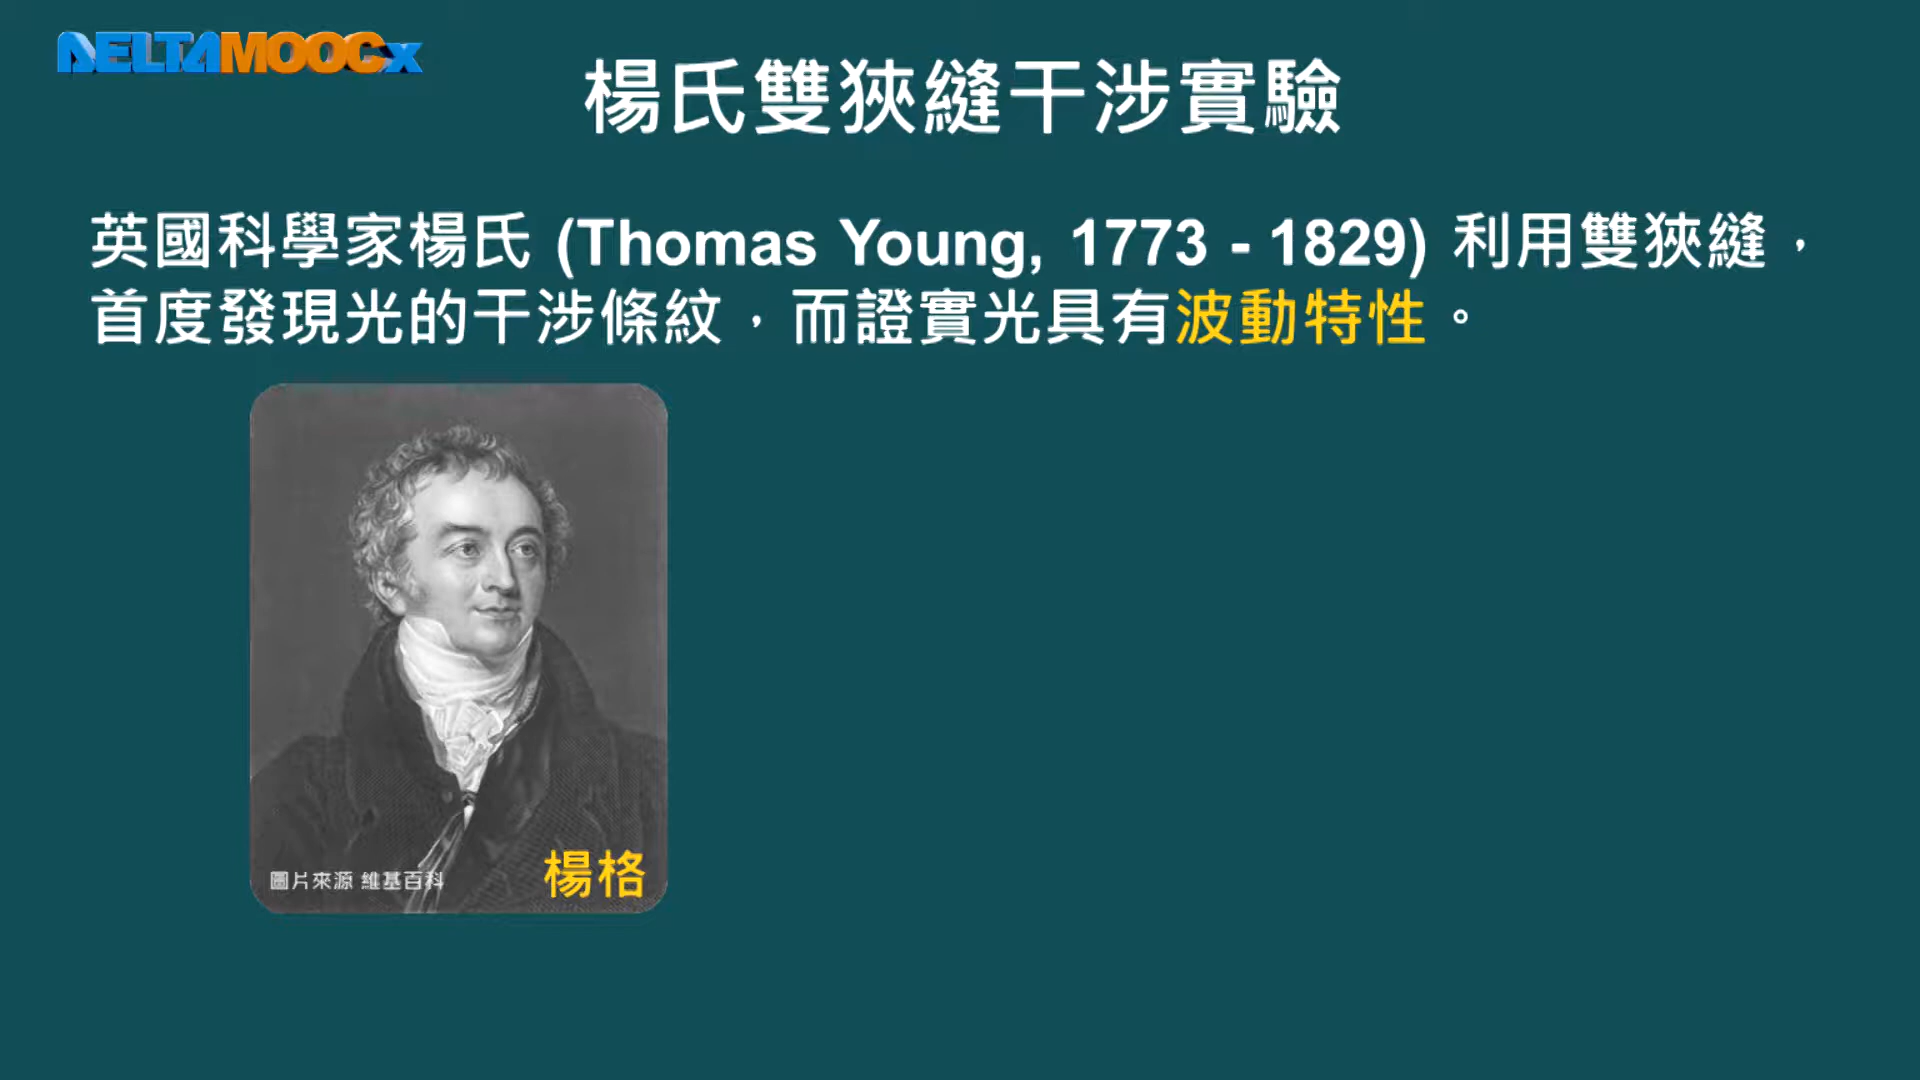 DELTAMOOCx
楊氏雙狹縫干涉實驗
英國科學家楊氏 (Thomas Young, 1773 - 1829) 利用雙狹縫，
首度發現光的干涉條紋，而證實光具有波動特性。
圖片來源 維基百科
楊格